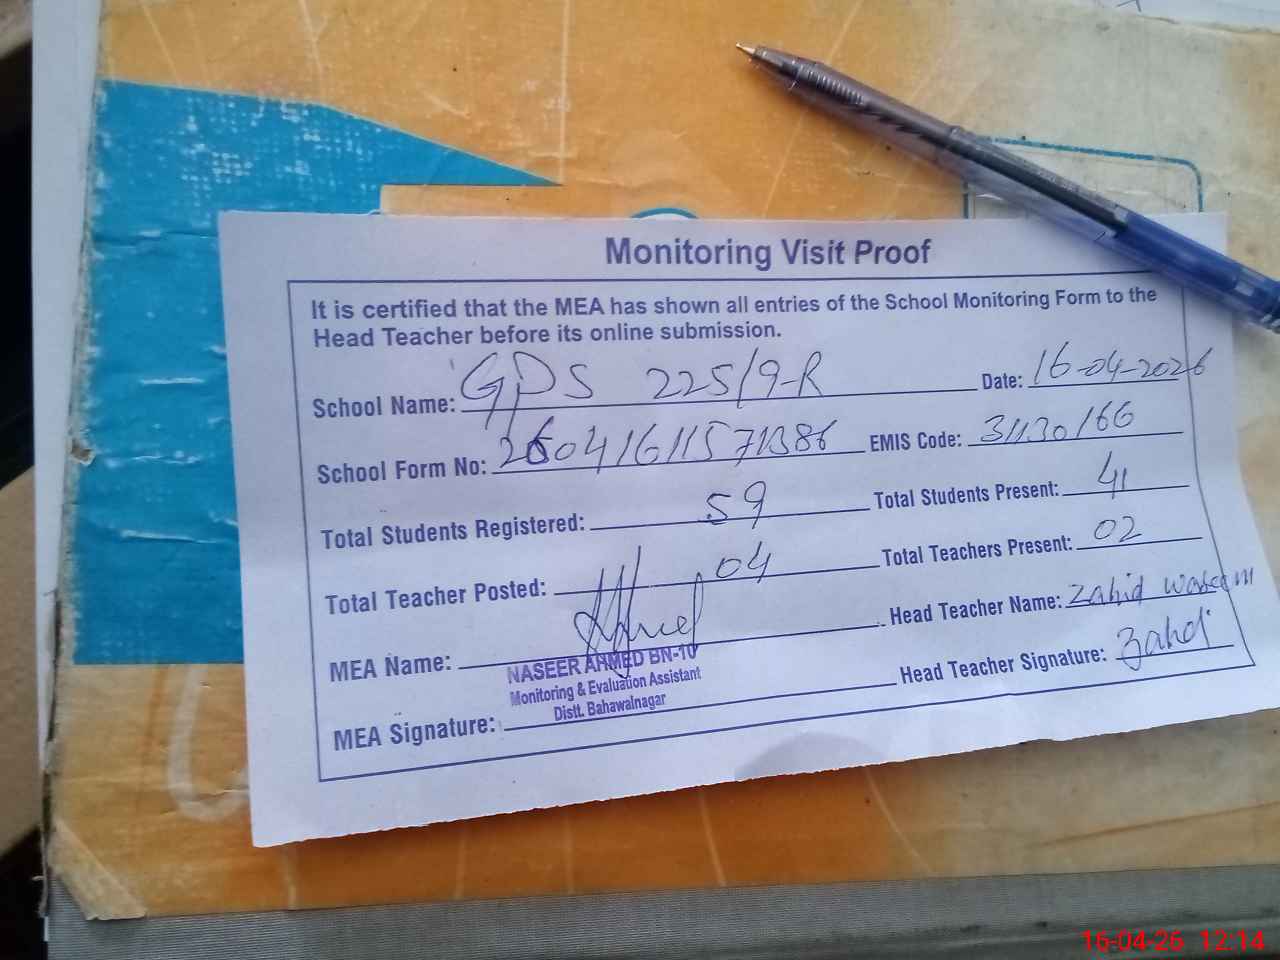 Monitoring Visit Proof
It is certified that the MEA has shown all entries of the School Monitoring Form to the
Head Teacher before its online submission.
School Name: GPS 225/9-R Date: 16-04-2026
School Form No: EMIS Code: 31130166
Total Students Registered: 59 Total Students Present: 41
Total Teacher Posted: 04 Total Teachers Present: 02
MEA Name: Head Teacher Name: Zahid waseem
NASEER AHMED BN-10
Monitoring & Evaluation Assistant
Distt. Bahawalnagar
MEA Signature: Head Teacher Signature: Zahid
16-04-26 12:14